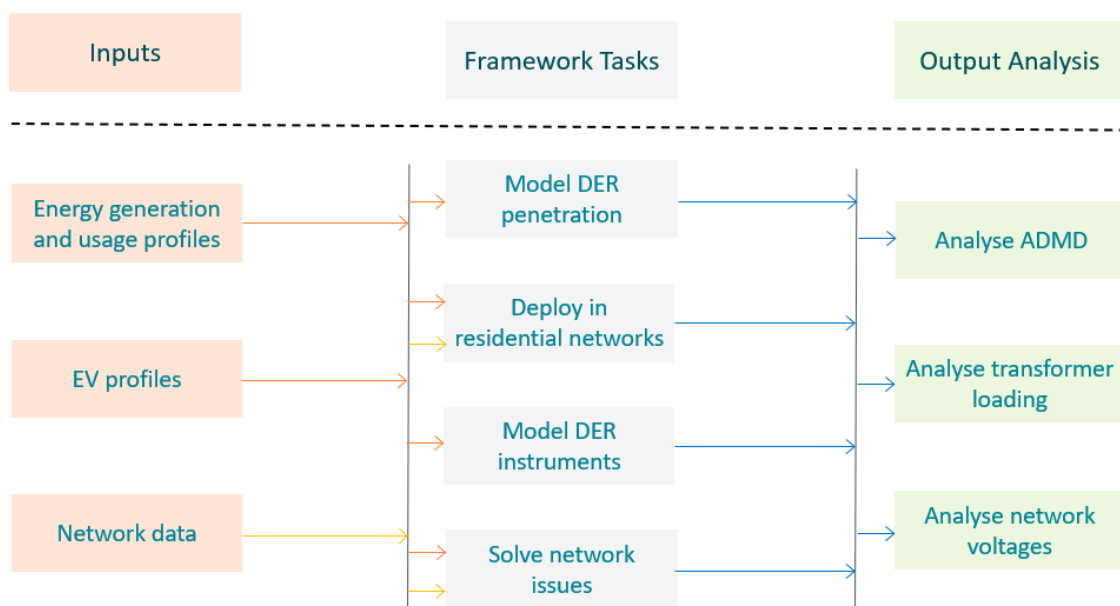 Inputs
Framework Tasks
Output Analysis
Energy generation
and usage profiles
EV profiles
Network data
Model DER
penetration
Deploy in
residential networks
Model DER
instruments
Solve network
issues
Analyse ADMD
Analyse transformer
loading
Analyse network
voltages